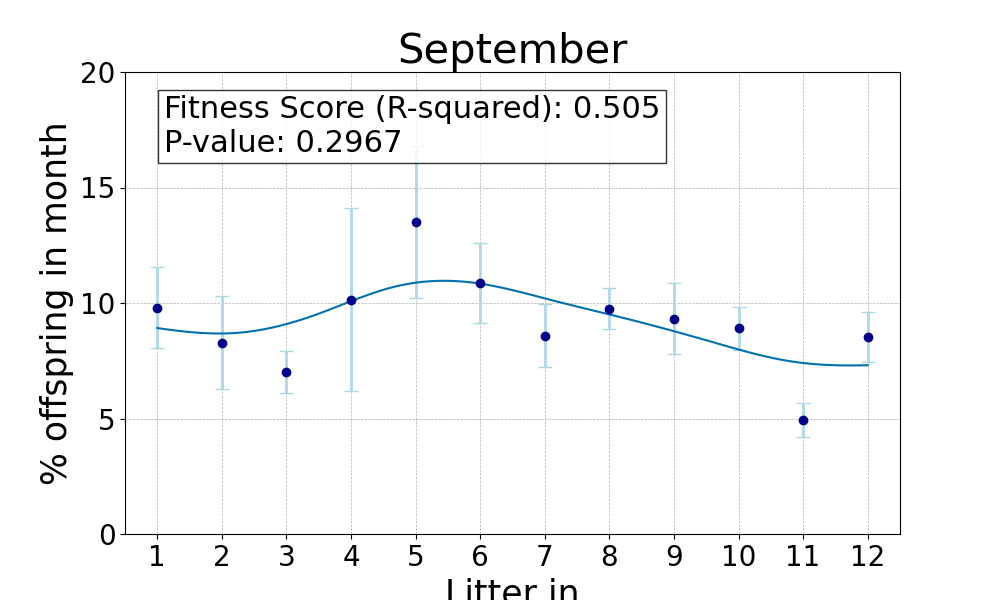 September
Fitness Score (R-squared): 0.505
P-value: 0.2967
% offspring in month
20
15
10
5
0
1 2 3 4 5 6 7 8 9 10 11 12
Litter in